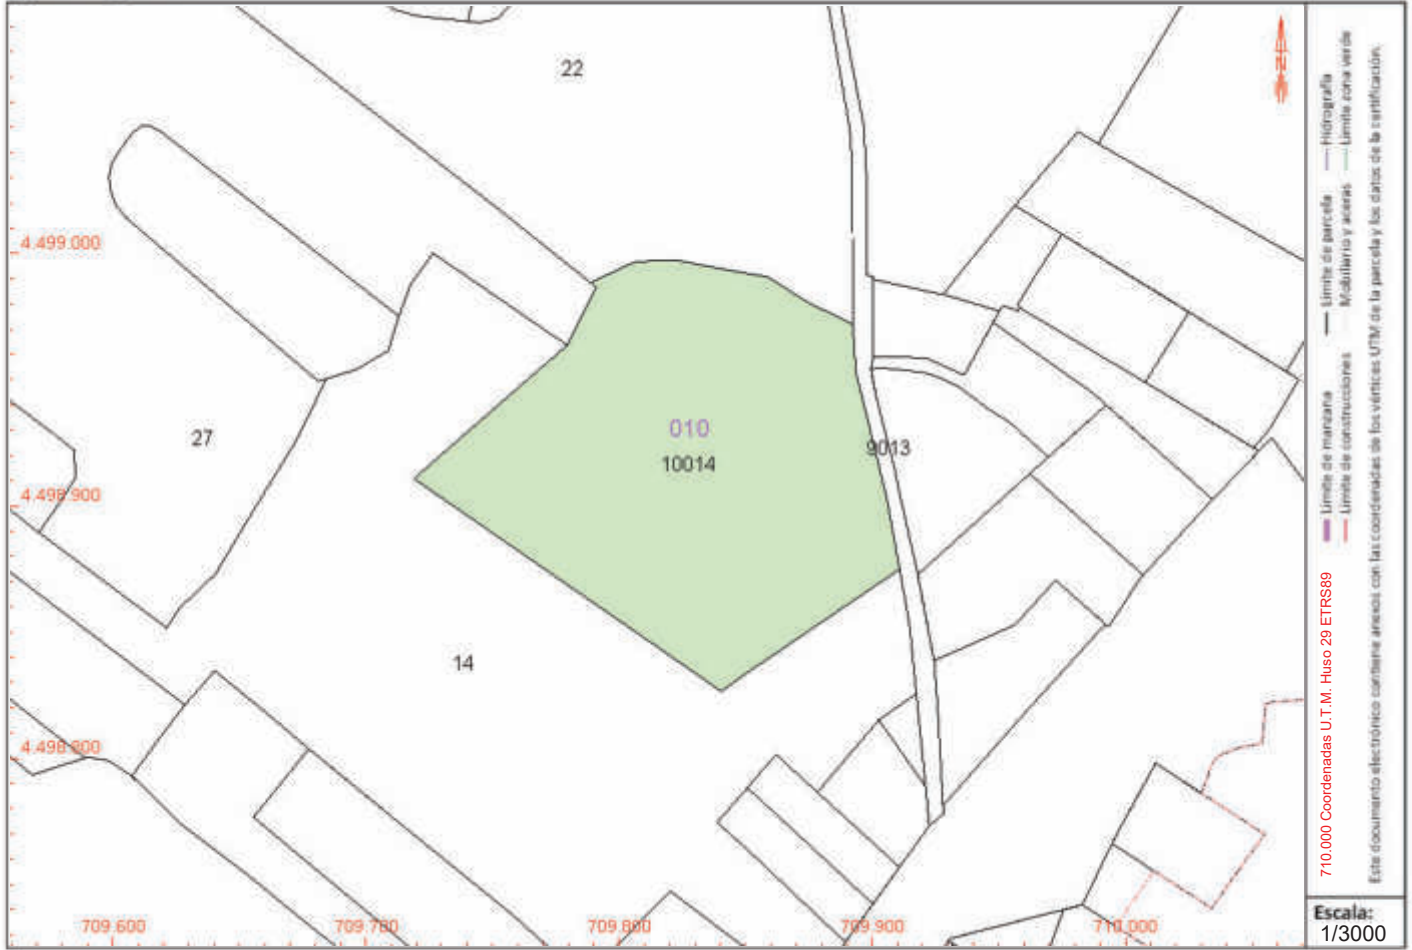 22
4.499.000
27
010
10014
9013
4.498.900
14
4.498.800
709.600
709.700
709.800
709.900
710.000
N
Límite de manzana
Límite de parcela
Hidrografía
Límite de construcciones
Mobiliario y aceras
Límite zona verde
710.000 Coordenadas U.T.M. Huso 29 ETRS89
Este documento electrónico contiene anexos con las coordenadas de los vértices UTM de la parcela y los datos de la certificación.
Escala:
1/3000